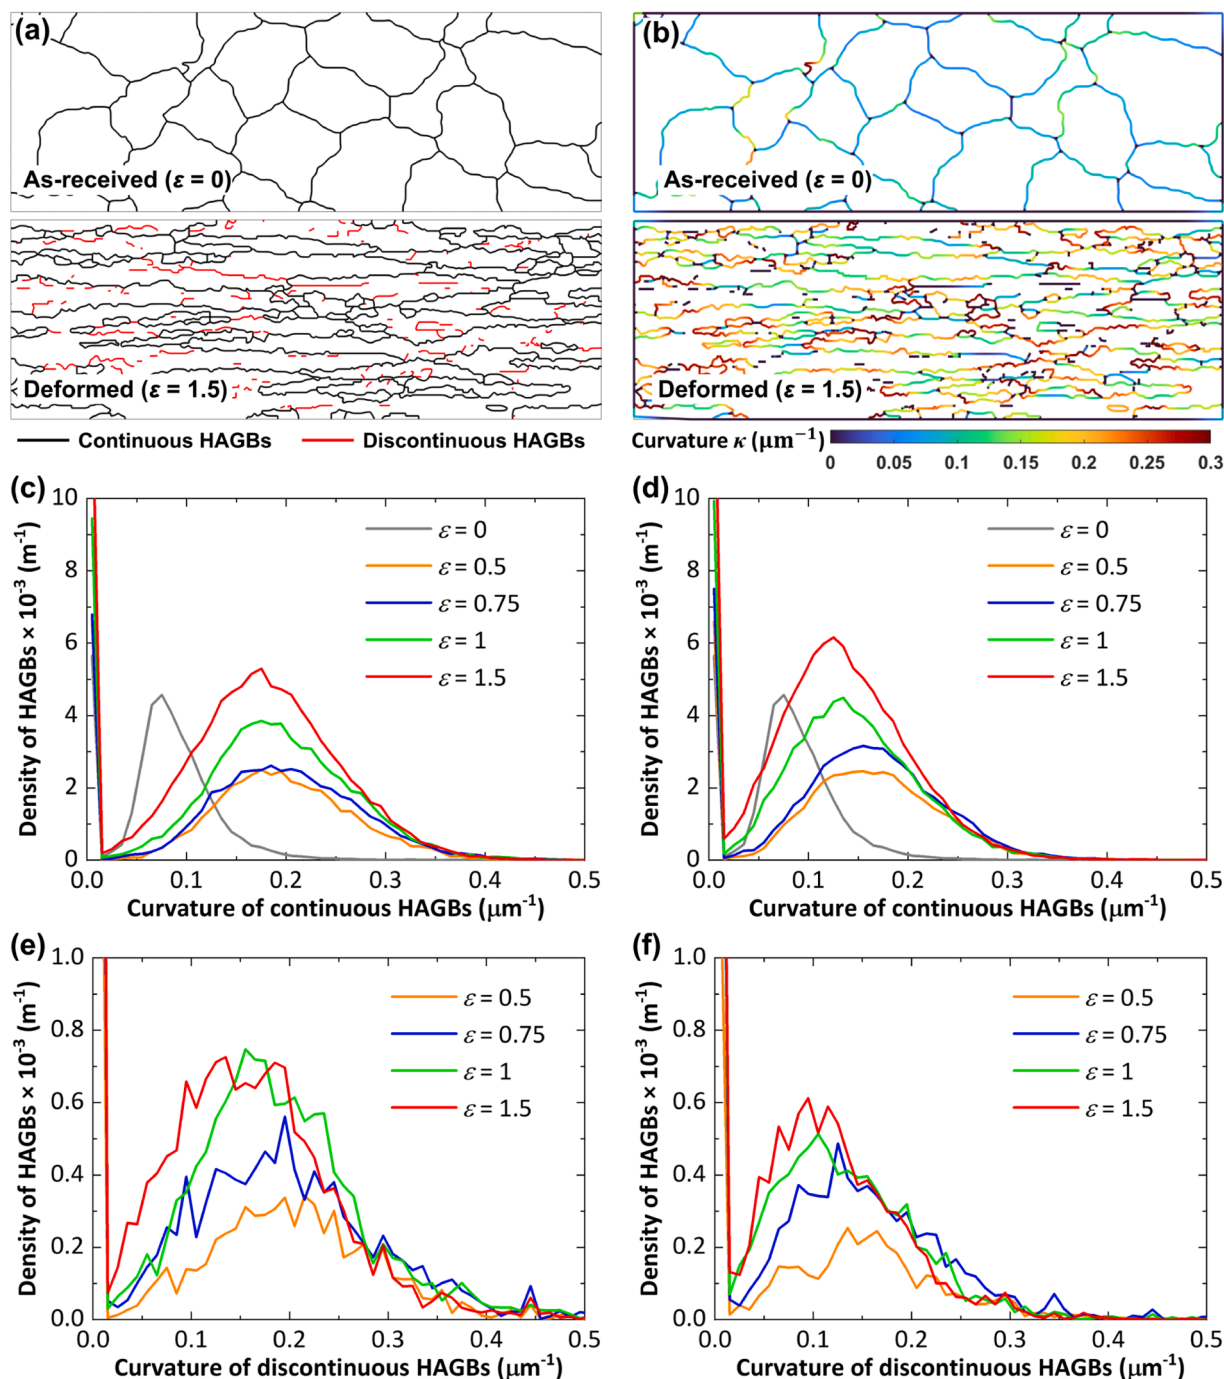 (a)
As-received (ε = 0)
Deformed (ε = 1.5)
Continuous HAGBs
Discontinuous HAGBs
(b)
As-received (ε = 0)
Deformed (ε = 1.5)
Curvature κ (μm⁻¹)
0 0.05 0.1 0.15 0.2 0.25 0.3
(c)
Density of HAGBs × 10⁻³ (m⁻¹)
10
8
6
4
2
0
ε = 0
ε = 0.5
ε = 0.75
ε = 1
ε = 1.5
0.0 0.1 0.2 0.3 0.4 0.5
Curvature of continuous HAGBs (μm⁻¹)
(d)
Density of HAGBs × 10⁻³ (m⁻¹)
10
8
6
4
2
0
ε = 0
ε = 0.5
ε = 0.75
ε = 1
ε = 1.5
0.0 0.1 0.2 0.3 0.4 0.5
Curvature of continuous HAGBs (μm⁻¹)
(e)
Density of HAGBs × 10⁻³ (m⁻¹)
1.0
0.8
0.6
0.4
0.2
0.0
ε = 0.5
ε = 0.75
ε = 1
ε = 1.5
0.0 0.1 0.2 0.3 0.4 0.5
Curvature of discontinuous HAGBs (μm⁻¹)
(f)
Density of HAGBs × 10⁻³ (m⁻¹)
1.0
0.8
0.6
0.4
0.2
0.0
ε = 0.5
ε = 0.75
ε = 1
ε = 1.5
0.0 0.1 0.2 0.3 0.4 0.5
Curvature of discontinuous HAGBs (μm⁻¹)